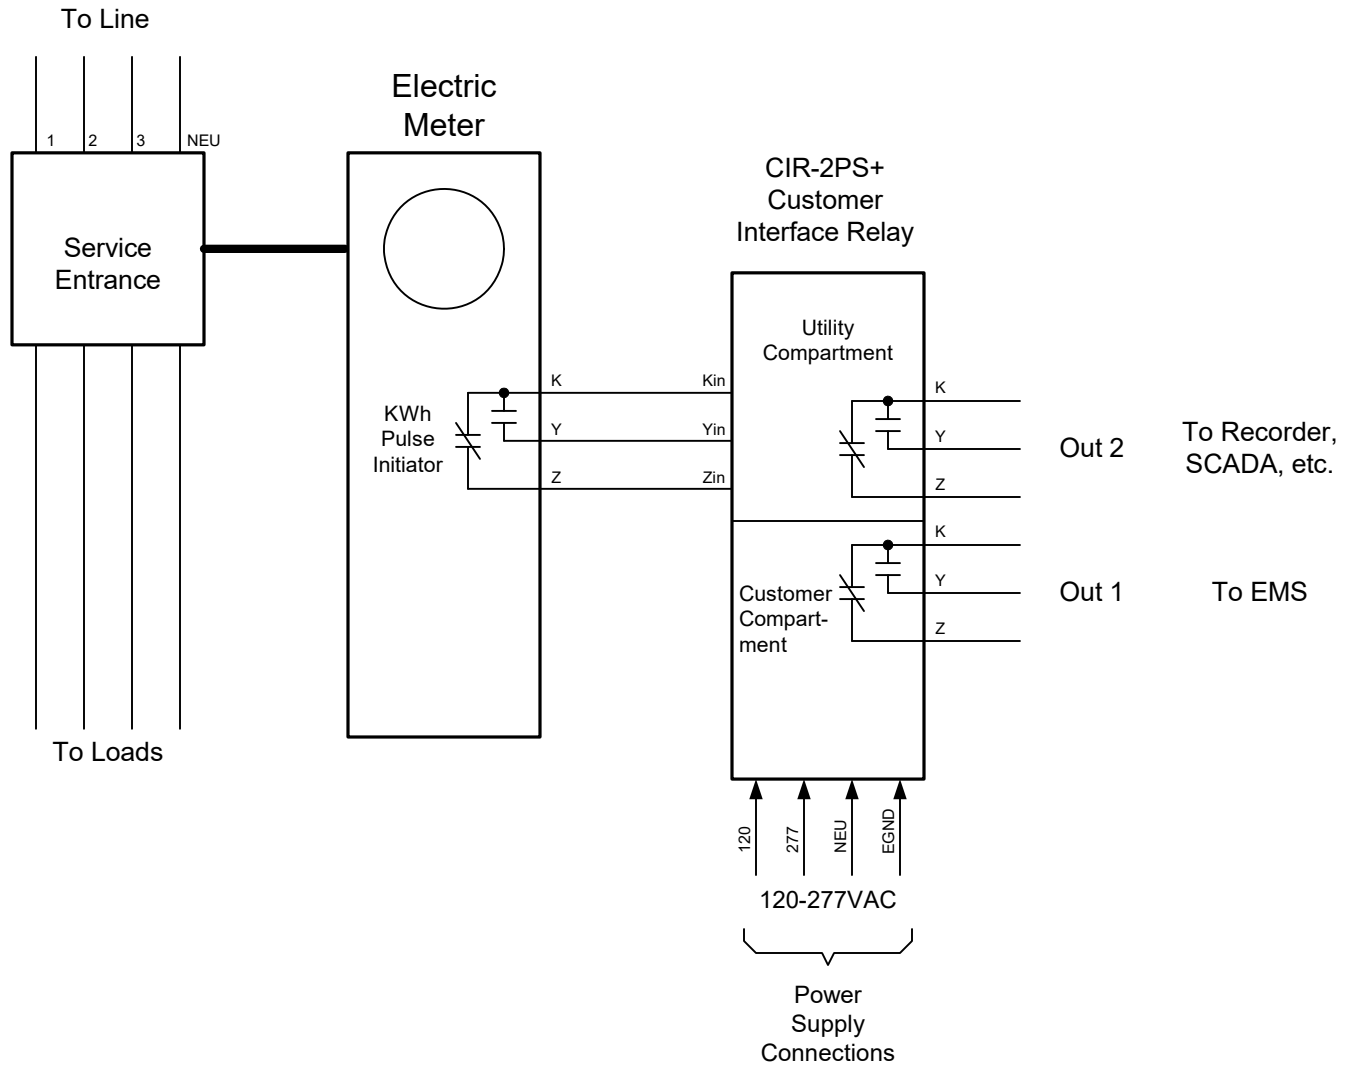 To Line
1
2
3
NEU
Service
Entrance
To Loads
Electric
Meter
KWh
Pulse
Initiator
K
Y
Z
Kin
Yin
Zin
CIR-2PS+
Customer
Interface Relay
Utility
Compartment
K
Y
Z
Out 2
To Recorder,
SCADA, etc.
Customer
Compart-
ment
K
Y
Z
Out 1
To EMS
120
277
NEU
EGND
120-277VAC
Power
Supply
Connections